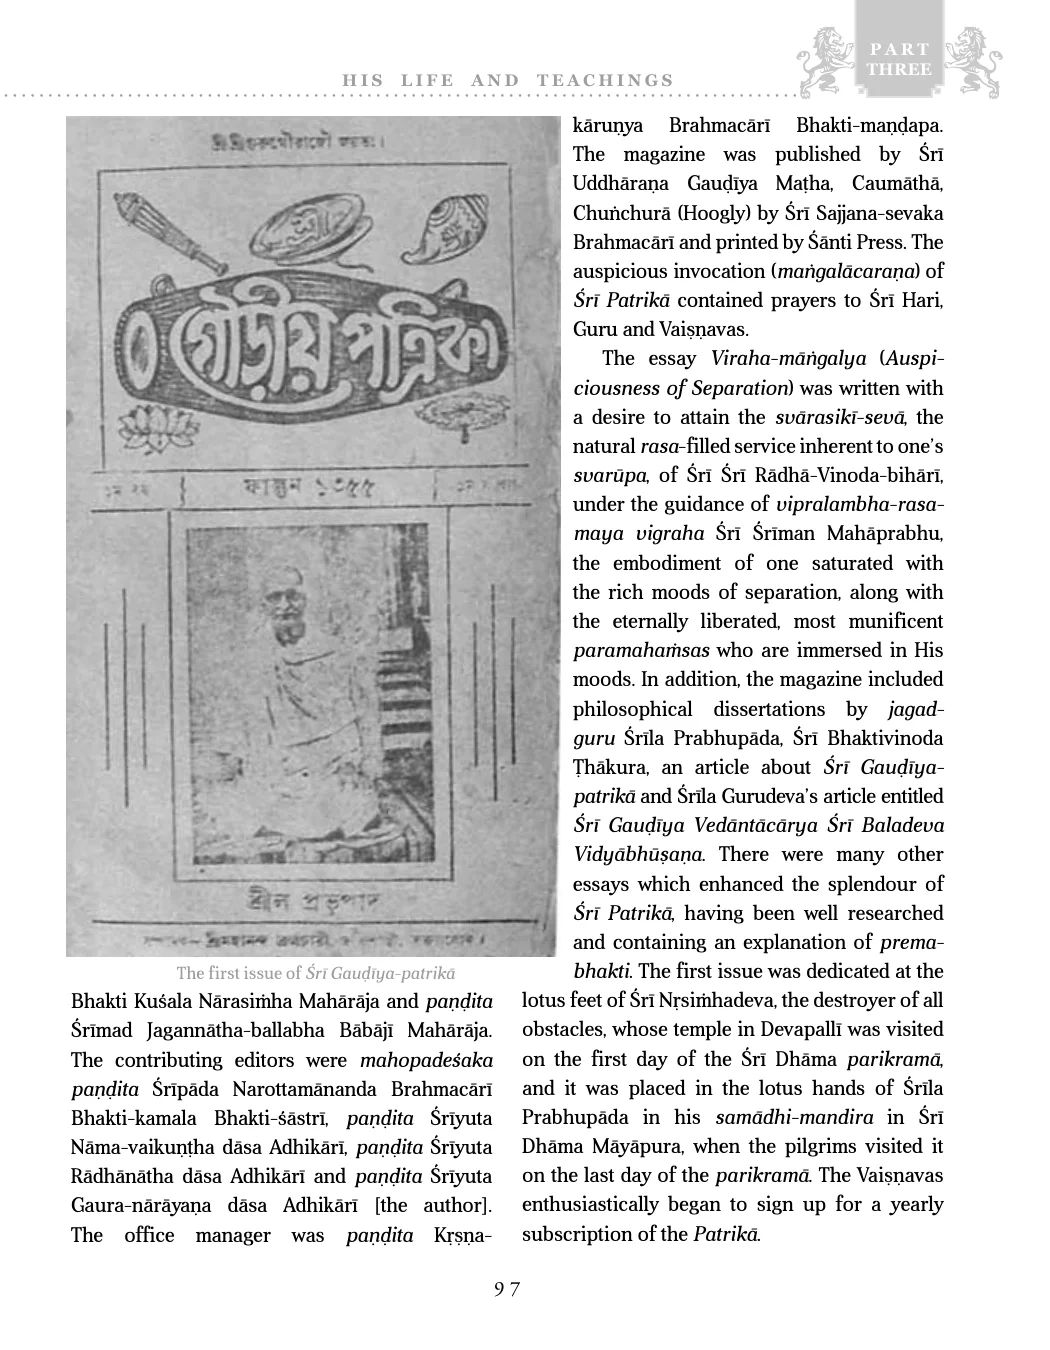 HIS LIFE AND TEACHINGS
PART
THREE
গৌড়ীয় পত্রিকা
ফাল্গুন ১৩৫৫
শ্রীল প্রভুপাদ
The first issue of Śrī Gauḍīya-patrikā
Bhakti Kuśala Nārasiṁha Mahārāja and paṇḍita
Śrīmad Jagannātha-ballabha Bābājī Mahārāja.
The contributing editors were mahopadeśaka
paṇḍita Śrīpāda Narottamānanda Brahmacārī
Bhakti-kamala Bhakti-śāstrī, paṇḍita Śrīyuta
Nāma-vaikuṇṭha dāsa Adhikārī, paṇḍita Śrīyuta
Rādhānātha dāsa Adhikārī and paṇḍita Śrīyuta
Gaura-nārāyaṇa dāsa Adhikārī [the author].
The office manager was paṇḍita Kṛṣṇa-
kāruṇya Brahmacārī Bhakti-maṇḍapa.
The magazine was published by Śrī
Uddhāraṇa Gauḍīya Maṭha, Caumāthā,
Chuṅchurā (Hoogly) by Śrī Sajjana-sevaka
Brahmacārī and printed by Śānti Press. The
auspicious invocation (maṅgalācaraṇa) of
Śrī Patrikā contained prayers to Śrī Hari,
Guru and Vaiṣṇavas.
The essay Viraha-māṅgalya (Auspi-
ciousness of Separation) was written with
a desire to attain the svārasikī-sevā, the
natural rasa-filled service inherent to one's
svarūpa, of Śrī Śrī Rādhā-Vinoda-bihārī,
under the guidance of vipralambha-rasa-
maya vigraha Śrī Śrīman Mahāprabhu,
the embodiment of one saturated with
the rich moods of separation, along with
the eternally liberated, most munificent
paramahaṁsas who are immersed in His
moods. In addition, the magazine included
philosophical dissertations by jagad-
guru Śrīla Prabhupāda, Śrī Bhaktivinoda
Ṭhākura, an article about Śrī Gauḍīya-
patrikā and Śrīla Gurudeva's article entitled
Śrī Gauḍīya Vedāntācārya Śrī Baladeva
Vidyābhūṣaṇa. There were many other
essays which enhanced the splendour of
Śrī Patrikā, having been well researched
and containing an explanation of prema-
bhakti. The first issue was dedicated at the
lotus feet of Śrī Nṛsiṁhadeva, the destroyer of all
obstacles, whose temple in Devapallī was visited
on the first day of the Śrī Dhāma parikramā,
and it was placed in the lotus hands of Śrīla
Prabhupāda in his samādhi-mandira in Śrī
Dhāma Māyāpura, when the pilgrims visited it
on the last day of the parikramā. The Vaiṣṇavas
enthusiastically began to sign up for a yearly
subscription of the Patrikā.
97